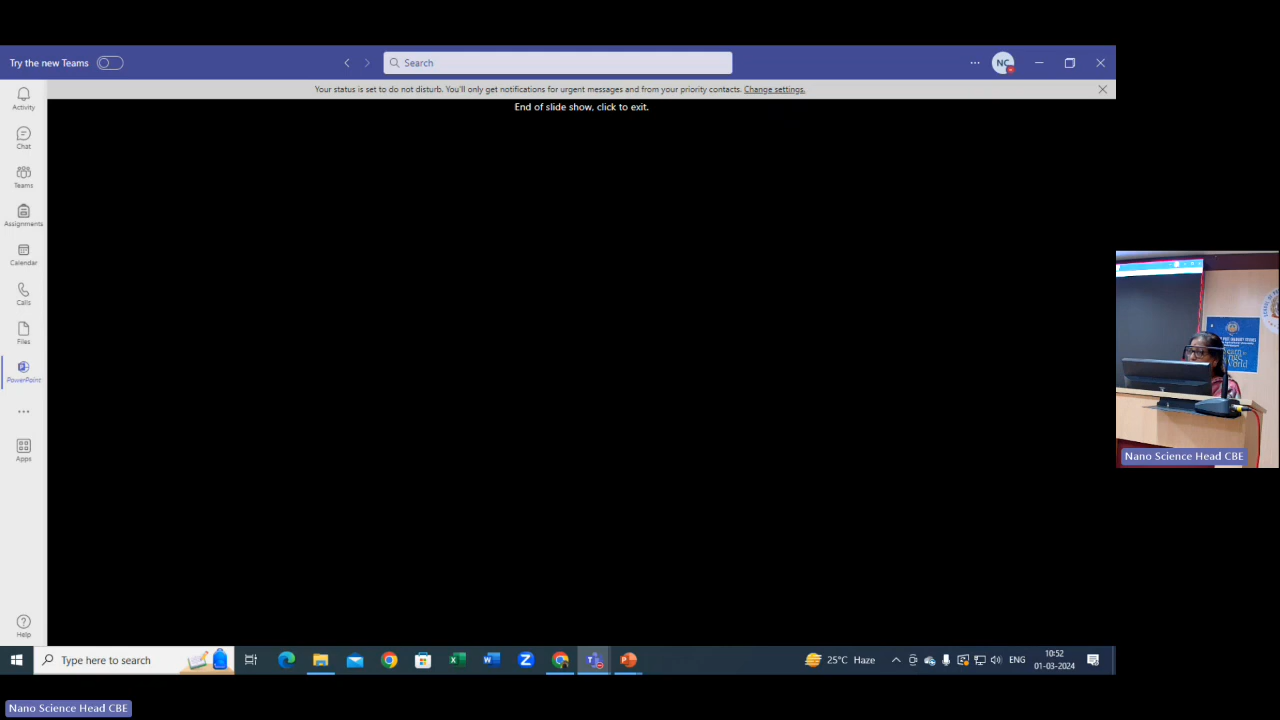 Try the new Teams
Search
NC
Your status is set to do not disturb. You'll only get notifications for urgent messages and from your priority contacts. Change settings.
End of slide show, click to exit.
Activity
Chat
Teams
Assignments
Calendar
Calls
Files
PowerPoint
Apps
Help
Nano Science Head CBE
Type here to search
25°C Haze
ENG
10:52
01-03-2024
Nano Science Head CBE